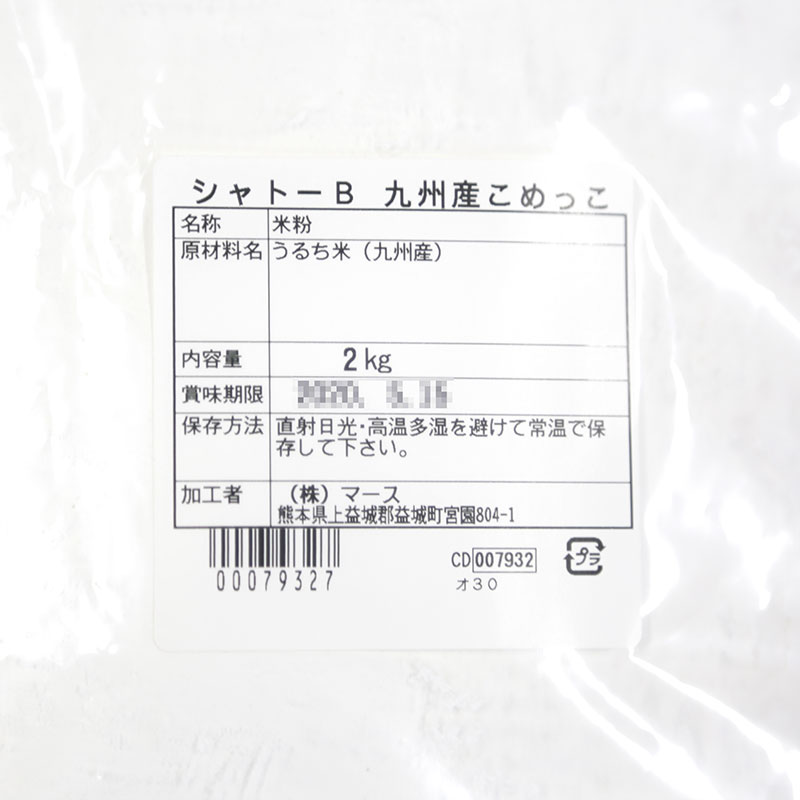 シャトーB 九州産こめっこ
名称 米粉
原材料名 うるち米（九州産）
内容量 2kg
賞味期限
保存方法 直射日光・高温多湿を避けて常温で保
存して下さい。
加工者 （株）マース
熊本県上益城郡益城町宮園804-1
00079327
CD 007932
オ30
プラ